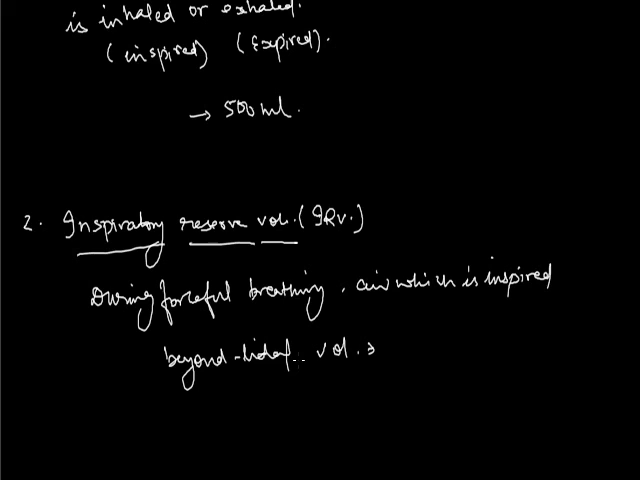 is inhaled or exhaled.
(inspired) (Expired).
→ 500 ml.
2. Inspiratory reserve vol. (IRV.)
During forceful breathing, air which is inspired
beyond tidal vol.